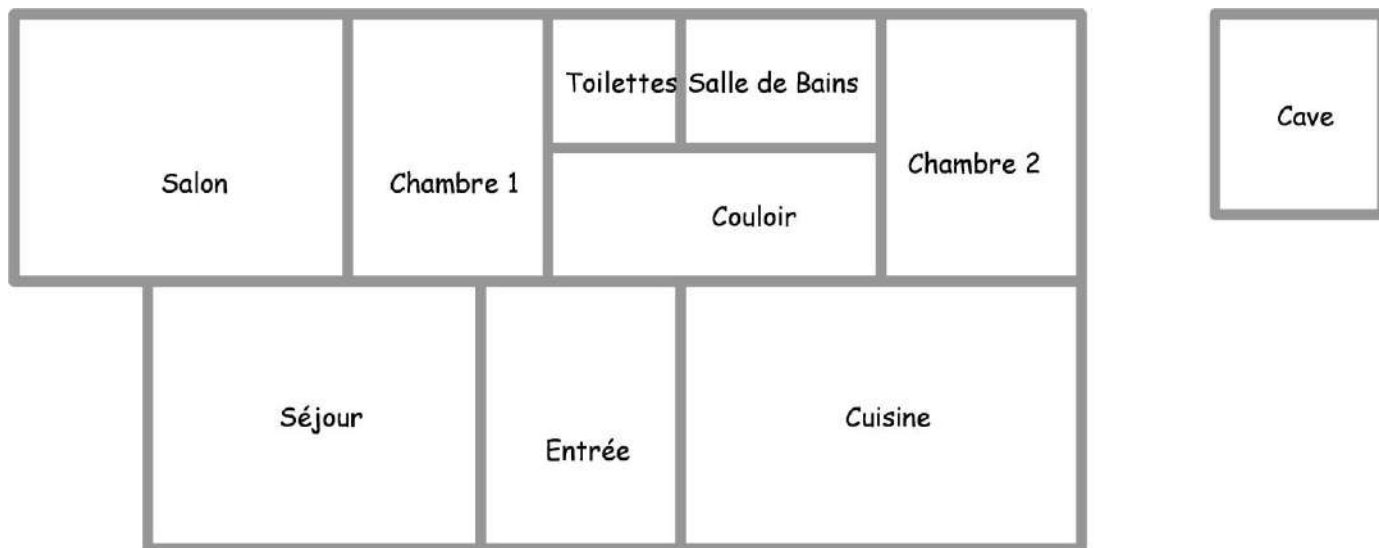 Toilettes
Salle de Bains
Cave
Salon
Chambre 1
Chambre 2
Couloir
Séjour
Entrée
Cuisine